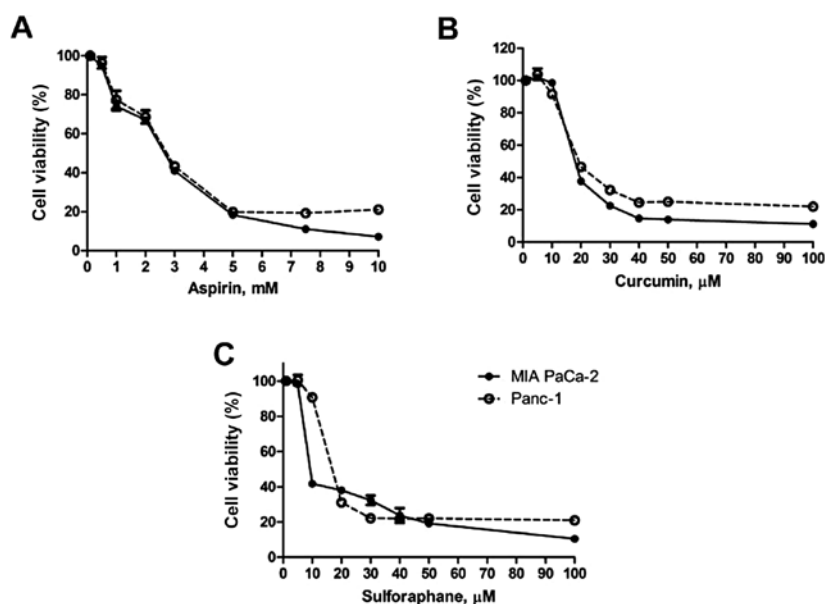 A
Cell viability (%)
100
80
60
40
20
0
0 1 2 3 4 5 6 7 8 9 10
Aspirin, mM
B
Cell viability (%)
120
100
80
60
40
20
0
0 10 20 30 40 50 60 70 80 90 100
Curcumin, μM
C
Cell viability (%)
100
80
60
40
20
0
0 10 20 30 40 50 60 70 80 90 100
Sulforaphane, μM
MIA PaCa-2
Panc-1